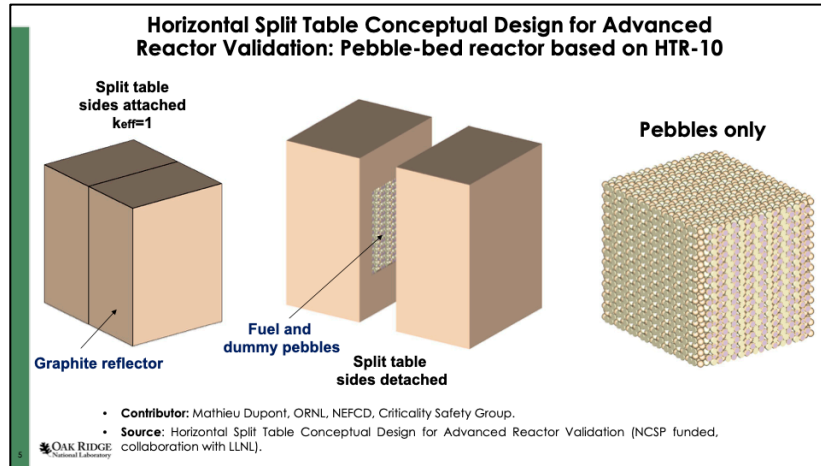 Horizontal Split Table Conceptual Design for Advanced
Reactor Validation: Pebble-bed reactor based on HTR-10
Split table
sides attached
keff=1
Pebbles only
Graphite reflector
Fuel and
dummy pebbles
Split table
sides detached
• Contributor: Mathieu Dupont, ORNL, NEFCD, Criticality Safety Group.
• Source: Horizontal Split Table Conceptual Design for Advanced Reactor Validation (NCSP funded,
collaboration with LLNL).
5
OAK RIDGE
National Laboratory